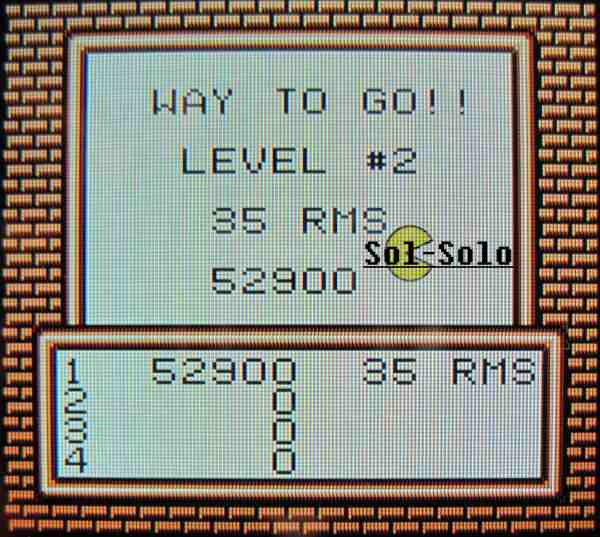 WAY TO GO!!
LEVEL #2
35 RMS
Sol-Solo
52900
1 52900 35 RMS
2 0
3 0
4 0